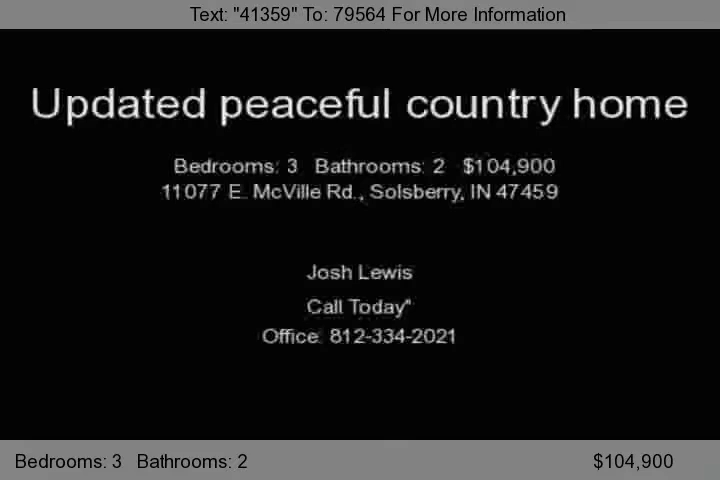 Text: "41359" To: 79564 For More Information
Updated peaceful country home
Bedrooms: 3 Bathrooms: 2 $104,900
11077 E. McVille Rd., Solsberry, IN 47459
Josh Lewis
Call Today"
Office: 812-334-2021
Bedrooms: 3 Bathrooms: 2 $104,900